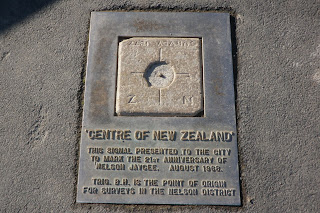 Z N
'CENTRE OF NEW ZEALAND'
THIS SIGNAL PRESENTED TO THE CITY
TO MARK THE 21ST ANNIVERSARY OF
NELSON JAYCEE. AUGUST 1968.
TRIG. B.H. IS THE POINT OF ORIGIN
FOR SURVEYS IN THE NELSON DISTRICT